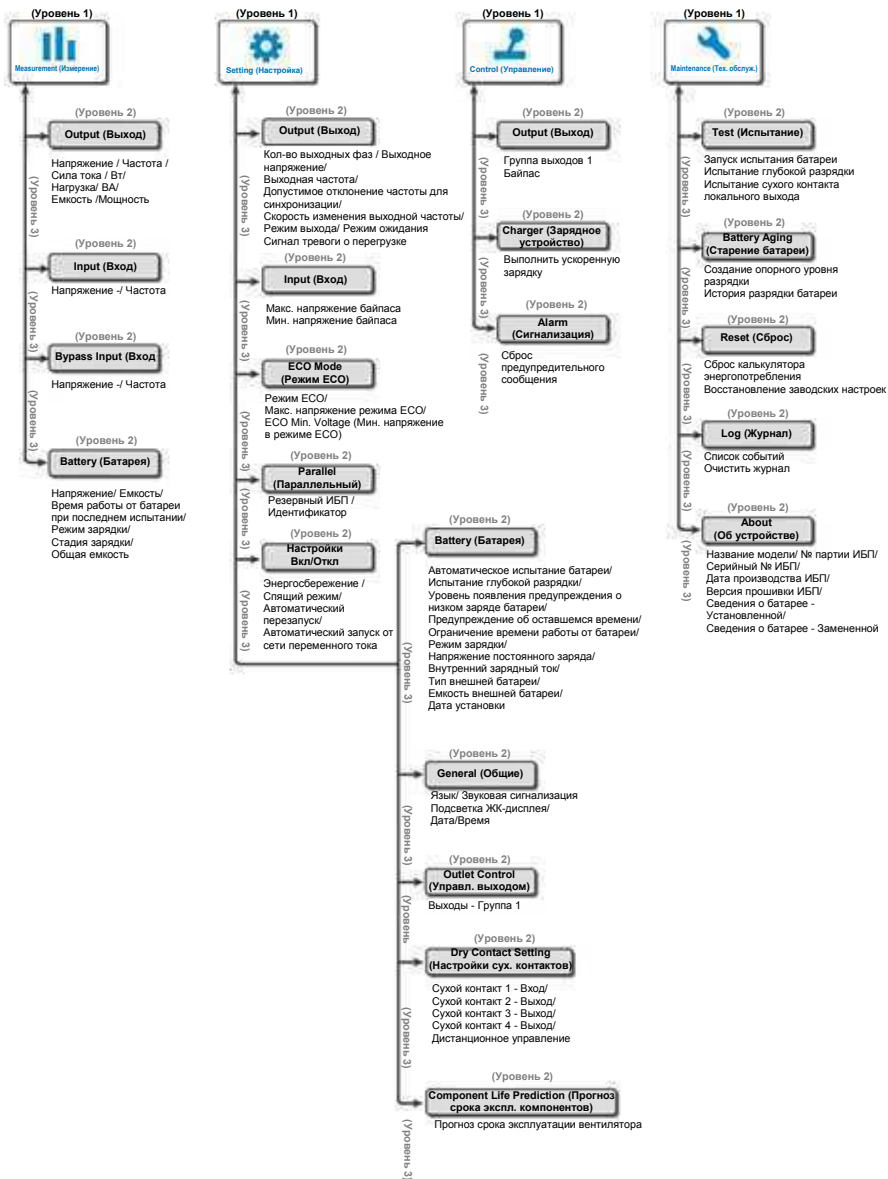 (Уровень 1)
Measurement (Измерение)
(Уровень 2)
Output (Выход)
Напряжение / Частота /
Сила тока / Вт/
Нагрузка/ ВА/
Емкость /Мощность
(Уровень 3)
(Уровень 2)
Input (Вход)
Напряжение -/ Частота
(Уровень 3)
(Уровень 2)
Bypass Input (Вход
Напряжение -/ Частота
(Уровень 3)
(Уровень 2)
Battery (Батарея)
Напряжение/ Емкость/
Время работы от батареи
при последнем испытании/
Режим зарядки/
Стадия зарядки/
Общая емкость
(Уровень 1)
Setting (Настройка)
(Уровень 2)
Output (Выход)
Кол-во выходных фаз / Выходное
напряжение/
Выходная частота/
Допустимое отклонение частоты для
синхронизации/
Скорость изменения выходной частоты/
Режим выхода/ Режим ожидания
Сигнал тревоги о перегрузке
(Уровень 3)
(Уровень 2)
Input (Вход)
Макс. напряжение байпаса
Мин. напряжение байпаса
(Уровень 3)
(Уровень 2)
ECO Mode
(Режим ECO)
Режим ECO/
Макс. напряжение режима ECO/
ECO Min. Voltage (Мин. напряжение
в режиме ECO)
(Уровень 3)
(Уровень 2)
Parallel
(Параллельный)
Резервный ИБП /
Идентификатор
(Уровень 3)
(Уровень 2)
Настройки
Вкл/Откл
Энергосбережение /
Спящий режим/
Автоматический
перезапуск/
Автоматический запуск от
сети переменного тока
(Уровень 3)
(Уровень 2)
Battery (Батарея)
Автоматическое испытание батареи/
Испытание глубокой разрядки/
Уровень появления предупреждения о
низком заряде батареи/
Предупреждение об оставшемся времени/
Ограничение времени работы от батареи/
Режим зарядки/
Напряжение постоянного заряда/
Внутренний зарядный ток/
Тип внешней батареи/
Емкость внешней батареи/
Дата установки
(Уровень 3)
(Уровень 2)
General (Общие)
Язык/ Звуковая сигнализация
Подсветка ЖК-дисплея/
Дата/Время
(Уровень 3)
(Уровень 2)
Outlet Control
(Управл. выходом)
Выходы - Группа 1
(Уровень
(Уровень 2)
Dry Contact Setting
(Настройки сух. контактов)
Сухой контакт 1 - Вход/
Сухой контакт 2 - Выход/
Сухой контакт 3 - Выход/
Сухой контакт 4 - Выход/
Дистанционное управление
(Уровень 3)
(Уровень 2)
Component Life Prediction (Прогноз
срока экспл. компонентов)
Прогноз срока эксплуатации вентилятора
(Уровень 3)
(Уровень 1)
Control (Управление)
(Уровень 2)
Output (Выход)
Группа выходов 1
Байпас
(Уровень 3)
(Уровень 2)
Charger (Зарядное
устройство)
Выполнить ускоренную
зарядку
(Уровень 3)
(Уровень 2)
Alarm
(Сигнализация)
Сброс
предупредительного
сообщения
(Уровень 3)
(Уровень 1)
Maintenance (Тех. обслуж.)
(Уровень 2)
Test (Испытание)
Запуск испытания батареи
Испытание глубокой разрядки
Испытание сухого контакта
локального выхода
(Уровень 3)
(Уровень 2)
Battery Aging
(Старение батареи)
Создание опорного уровня
разрядки
История разрядки батареи
(Уровень 3)
(Уровень 2)
Reset (Сброс)
Сброс калькулятора
энергопотребления
Восстановление заводских настроек
(Уровень 3)
(Уровень 2)
Log (Журнал)
Список событий
Очистить журнал
(Уровень 3)
(Уровень 2)
About
(Об устройстве)
Название модели/ № партии ИБП/
Серийный № ИБП/
Дата производства ИБП/
Версия прошивки ИБП/
Сведения о батарее -
Установленной/
Сведения о батарее - Замененной
(Уровень 3)